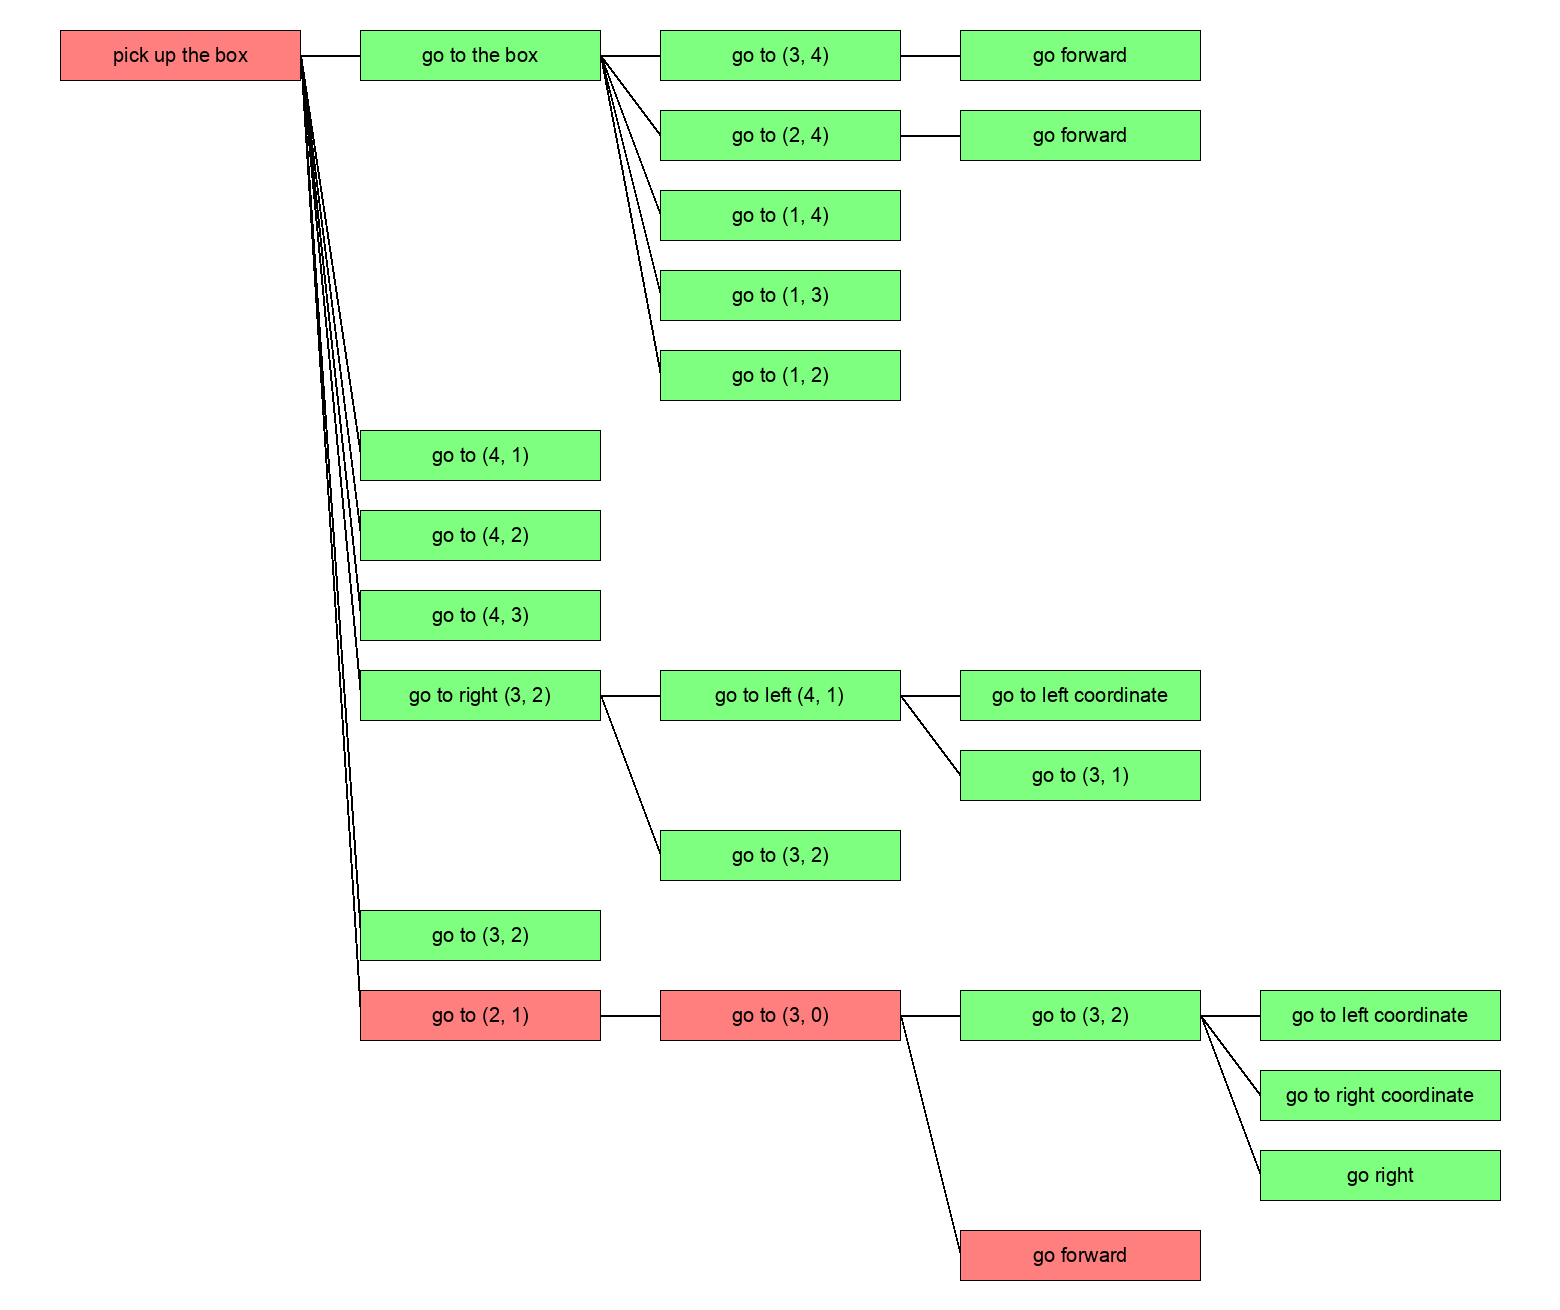 pick up the box
go to the box
go to (3, 4)
go forward
go to (2, 4)
go forward
go to (1, 4)
go to (1, 3)
go to (1, 2)
go to (4, 1)
go to (4, 2)
go to (4, 3)
go to right (3, 2)
go to left (4, 1)
go to left coordinate
go to (3, 1)
go to (3, 2)
go to (3, 2)
go to (2, 1)
go to (3, 0)
go to (3, 2)
go to left coordinate
go to right coordinate
go right
go forward